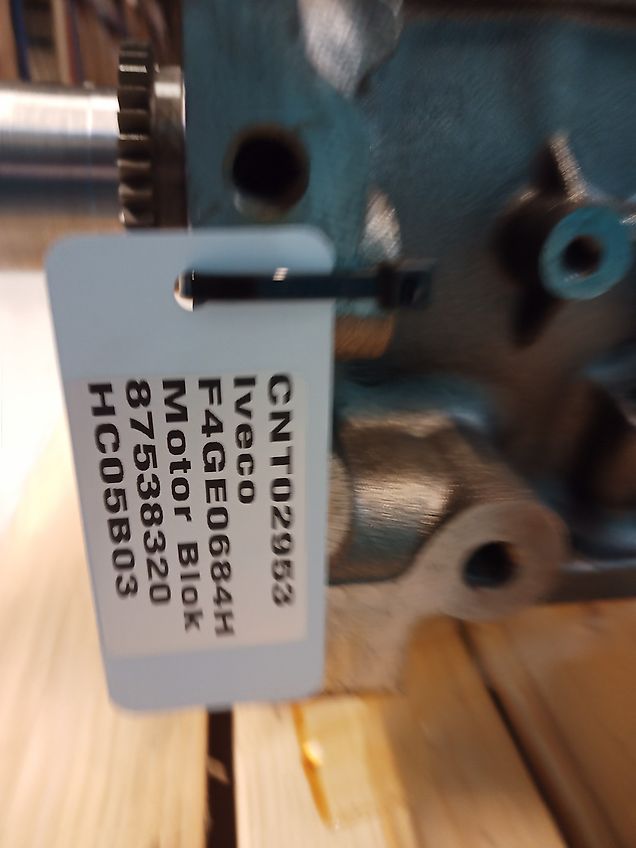 CNT02953
Iveco
F4GE0684H
Motor Blok
87538320
HC05B03